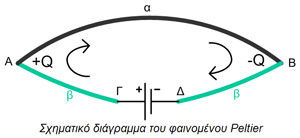 α
A
+Q
-Q
B
β
Γ
+
−
Δ
β
Σχηματικό διάγραμμα του φαινομένου Peltier